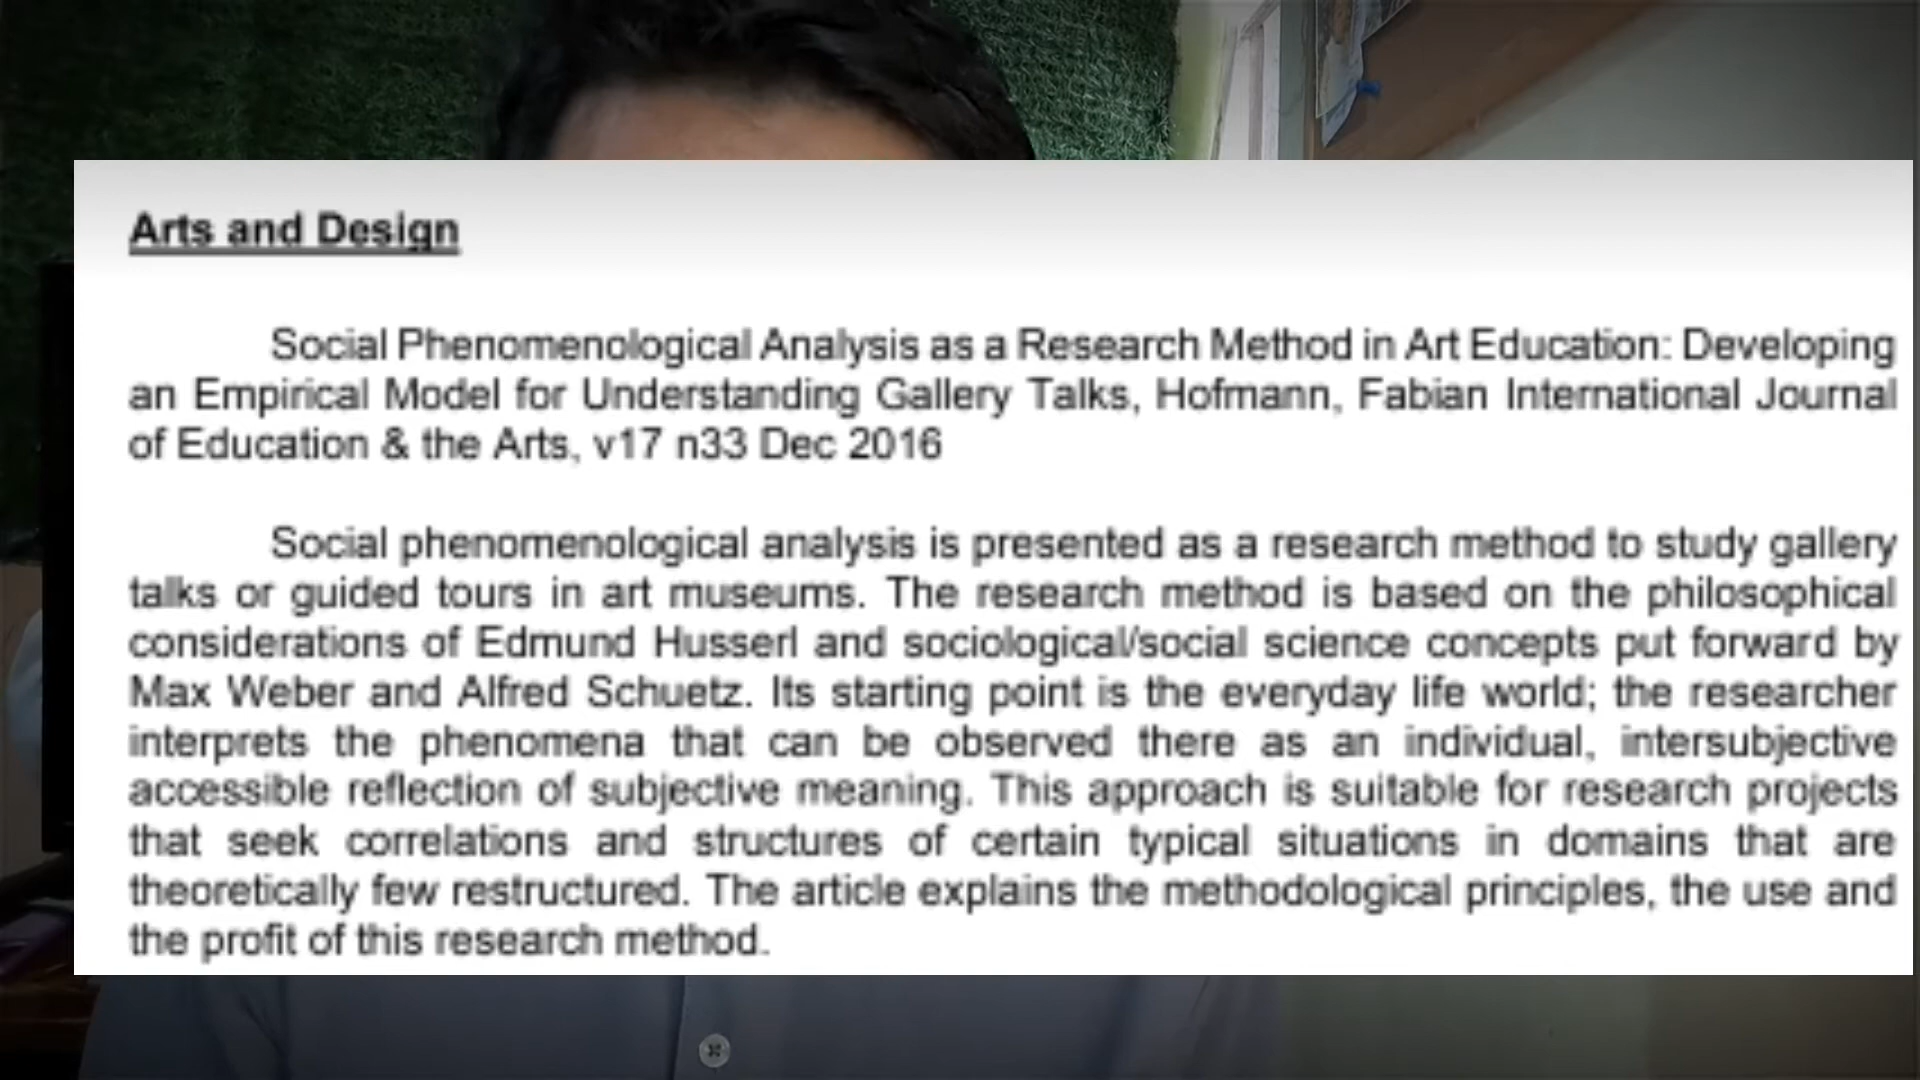 Arts and Design
Social Phenomenological Analysis as a Research Method in Art Education: Developing
an Empirical Model for Understanding Gallery Talks, Hofmann, Fabian International Journal
of Education & the Arts, v17 n33 Dec 2016
Social phenomenological analysis is presented as a research method to study gallery
talks or guided tours in art museums. The research method is based on the philosophical
considerations of Edmund Husserl and sociological/social science concepts put forward by
Max Weber and Alfred Schuetz. Its starting point is the everyday life world; the researcher
interprets the phenomena that can be observed there as an individual, intersubjective
accessible reflection of subjective meaning. This approach is suitable for research projects
that seek correlations and structures of certain typical situations in domains that are
theoretically few restructured. The article explains the methodological principles, the use and
the profit of this research method.